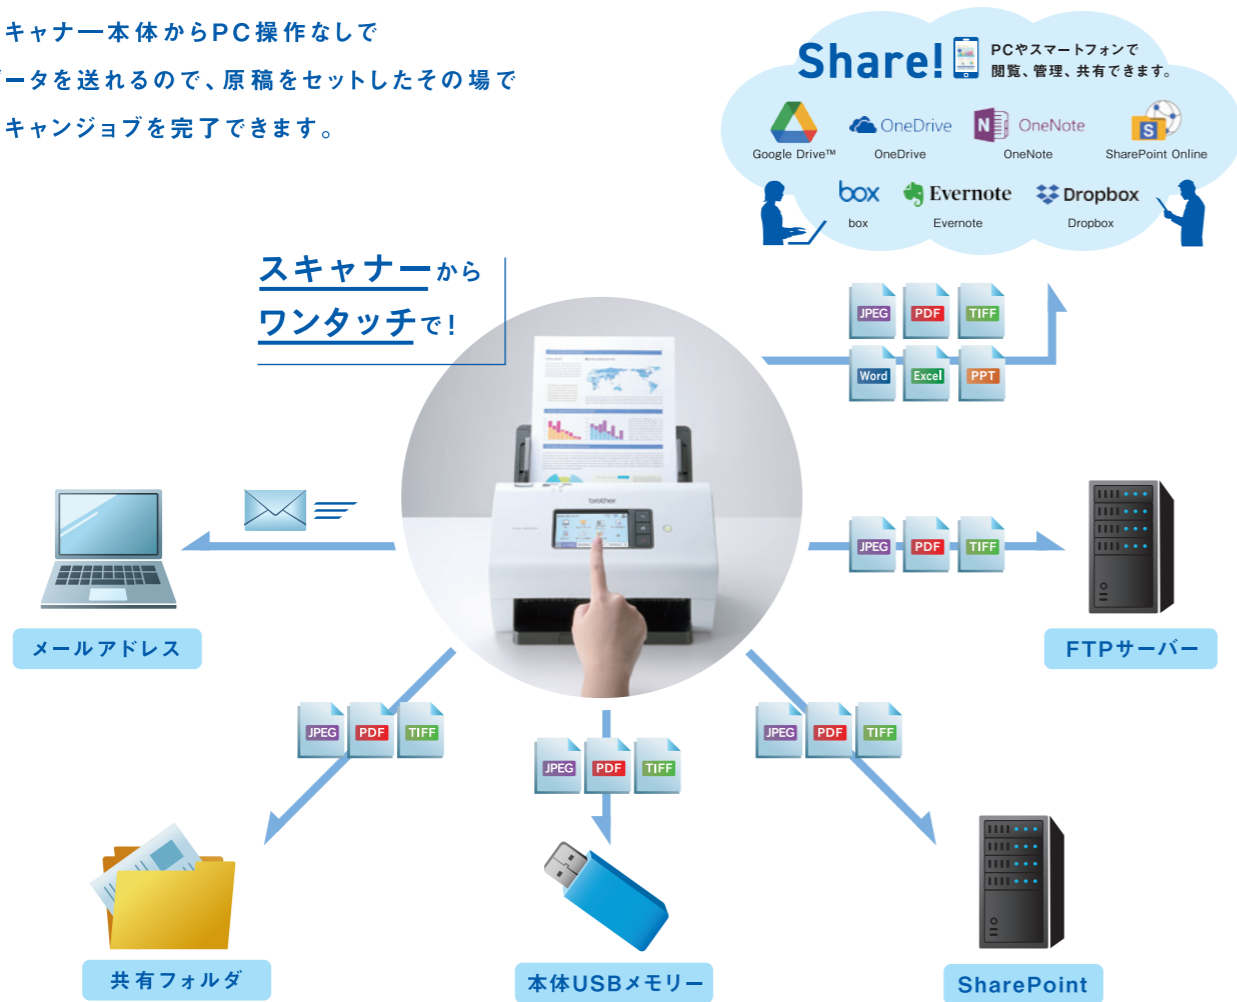 キャナー本体からPC操作なしで
ータを送れるので、原稿をセットしたその場で
キャンジョブを完了できます。
Share!
PCやスマートフォンで
閲覧、管理、共有できます。
OneDrive
N
OneNote
S
Google Drive™
OneDrive
OneNote
SharePoint Online
box
Evernote
Dropbox
box
Evernote
Dropbox
スキャナーから
ワンタッチで!
JPEG
PDF
TIFF
Word
Excel
PPT
brother
JPEG
PDF
TIFF
メールアドレス
FTPサーバー
JPEG
PDF
TIFF
JPEG
PDF
TIFF
JPEG
PDF
TIFF
共有フォルダ
本体USBメモリー
SharePoint